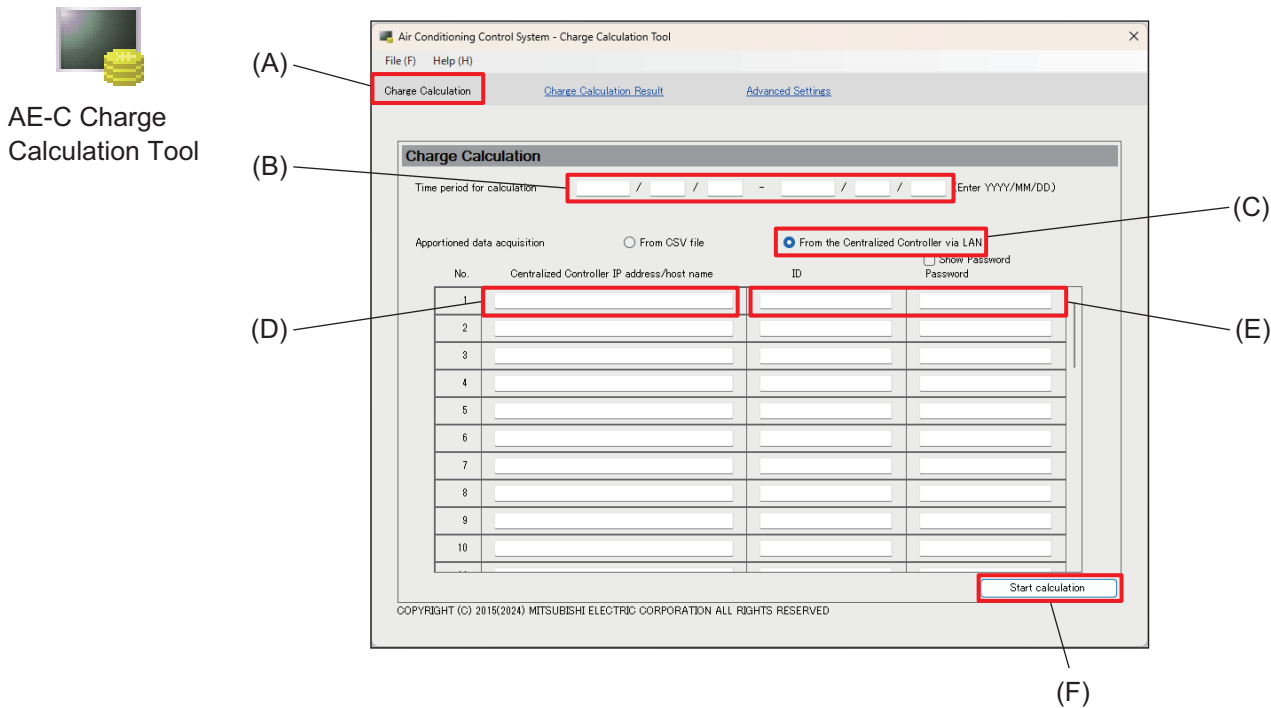 AE-C Charge
Calculation Tool
Air Conditioning Control System - Charge Calculation Tool
File (F) Help (H)
(A)
Charge Calculation Charge Calculation Result Advanced Settings
Charge Calculation
(B)
Time period for calculation / / - / / (Enter YYYY/MM/DD)
(C)
Apportioned data acquisition From CSV file From the Centralized Controller via LAN
Show Password
No. Centralized Controller IP address/host name ID Password
1
(D)
(E)
2
3
4
5
6
7
8
9
10
Start calculation
COPYRIGHT (C) 2015(2024) MITSUBISHI ELECTRIC CORPORATION ALL RIGHTS RESERVED
(F)